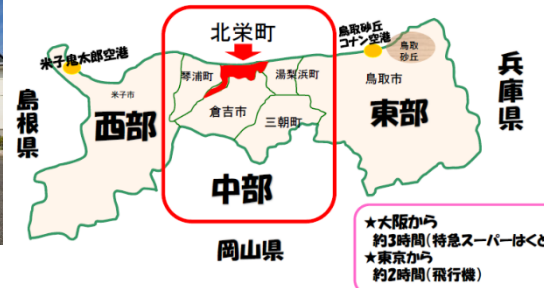 北栄町
鳥取砂丘
コナン空港
米子鬼太郎空港
鳥取
砂丘
琴浦町
湯梨浜町
鳥取市
米子市
倉吉市
三朝町
島根県
西部
東部
兵庫県
中部
岡山県
★大阪から
約3時間(特急スーパーはくと
★東京から
約2時間(飛行機)